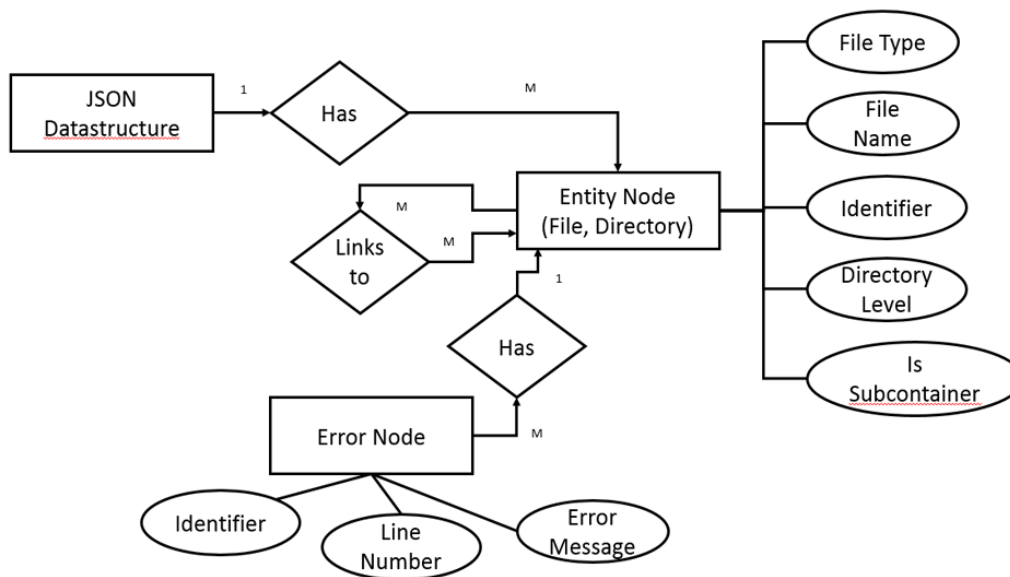 File Type
JSON
Datastructure
1
Has
M
File
Name
Entity Node
(File, Directory)
Identifier
M
Links
to
M
Directory
Level
1
Has
Is
Subcontainer
Error Node
M
Identifier
Line
Number
Error
Message